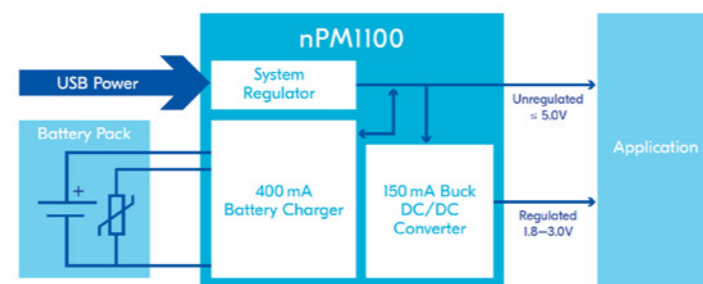 nPM1100
USB Power
System
Regulator
Unregulated
≤ 5.0V
Battery Pack
+
400 mA
Battery Charger
150 mA Buck
DC/DC
Converter
Regulated
1.8–3.0V
Application